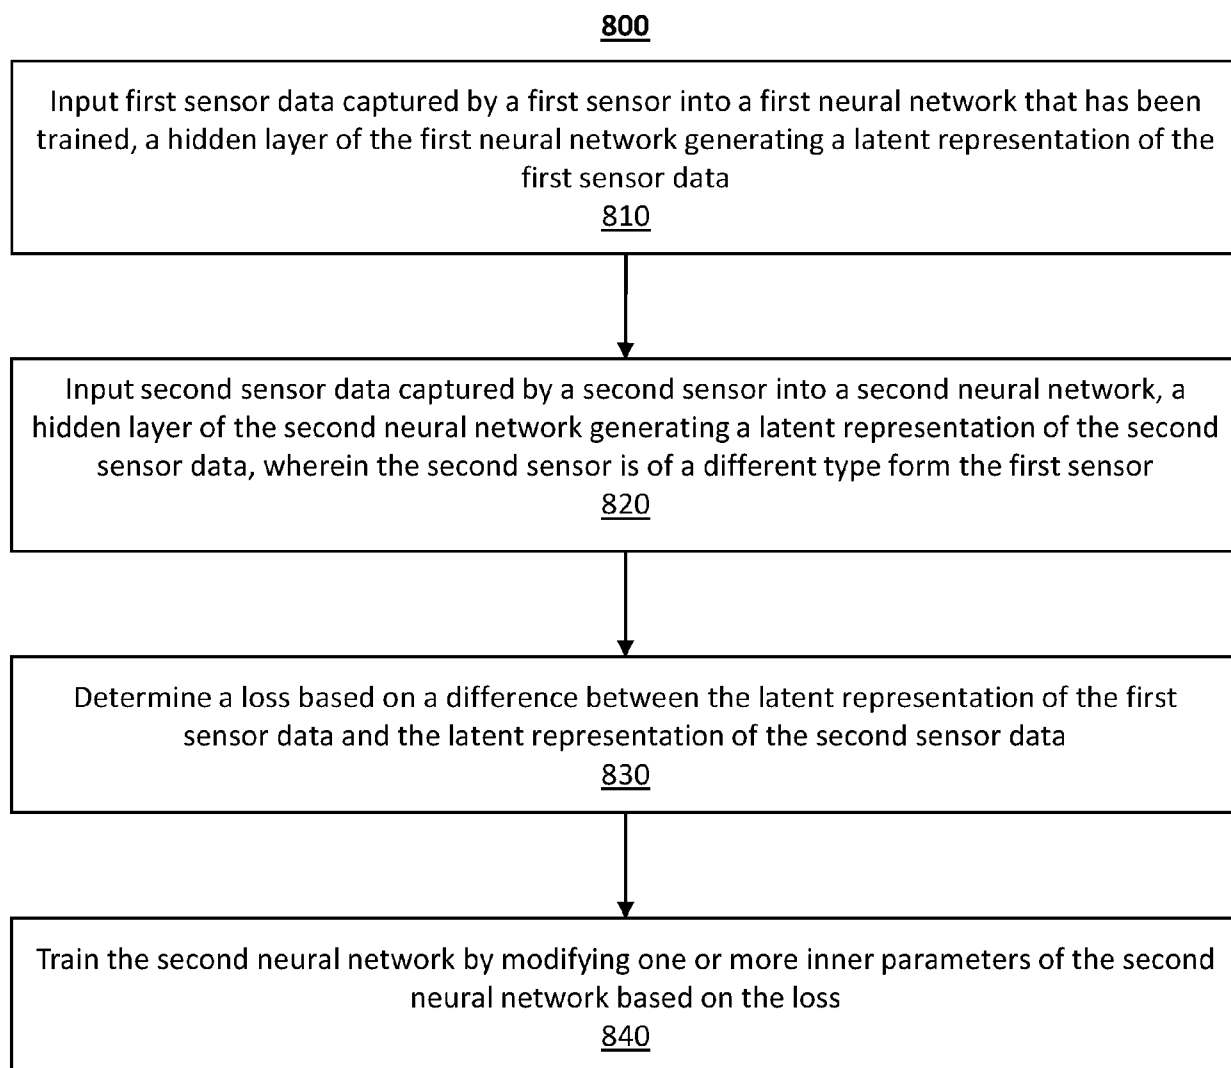 800
Input first sensor data captured by a first sensor into a first neural network that has been
trained, a hidden layer of the first neural network generating a latent representation of the
first sensor data
810
Input second sensor data captured by a second sensor into a second neural network, a
hidden layer of the second neural network generating a latent representation of the second
sensor data, wherein the second sensor is of a different type form the first sensor
820
Determine a loss based on a difference between the latent representation of the first
sensor data and the latent representation of the second sensor data
830
Train the second neural network by modifying one or more inner parameters of the second
neural network based on the loss
840